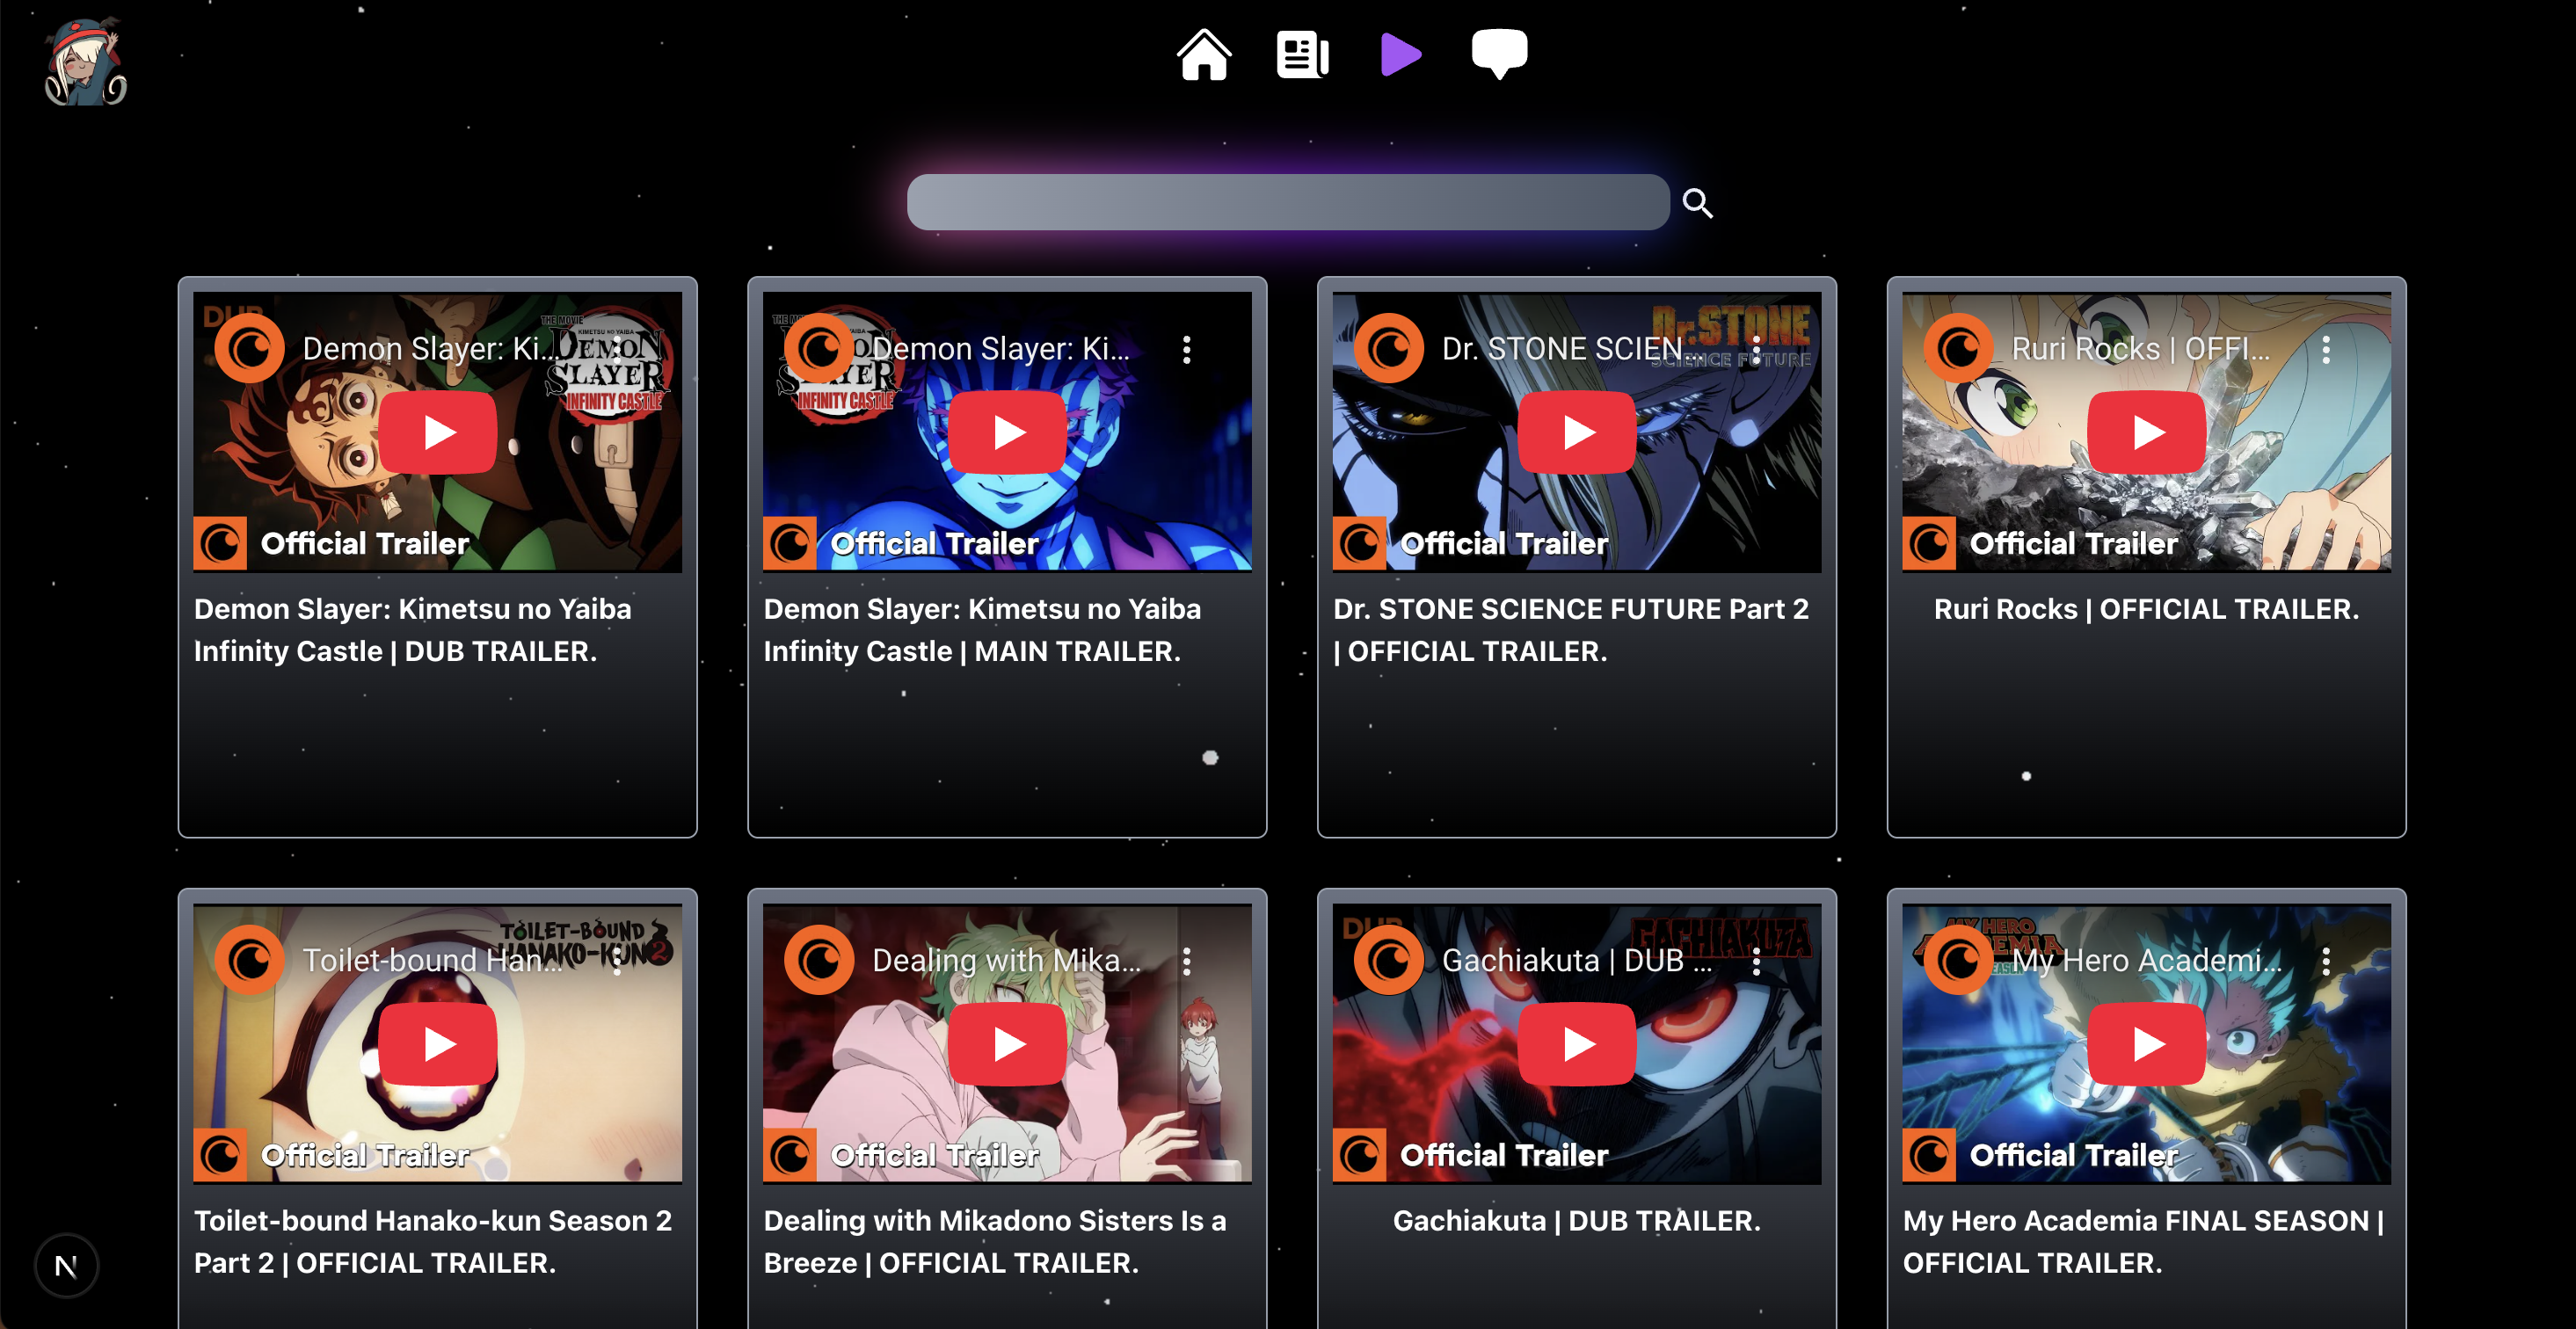 DUB
Demon Slayer: Ki...
THE MOVIE
KIMETSU NO YAIBA
DEMON
SLAYER
INFINITY CASTLE
Official Trailer
Demon Slayer: Kimetsu no Yaiba
Infinity Castle | DUB TRAILER.
Demon Slayer: Ki...
INFINITY CASTLE
Official Trailer
Demon Slayer: Kimetsu no Yaiba
Infinity Castle | MAIN TRAILER.
Dr. STONE SCIEN...
Dr.STONE
SCIENCE FUTURE
Official Trailer
Dr. STONE SCIENCE FUTURE Part 2
| OFFICIAL TRAILER.
Ruri Rocks | OFFI...
Official Trailer
Ruri Rocks | OFFICIAL TRAILER.
TOILET-BOUND
HANAKO-KUN 2
Toilet-bound Han...
Official Trailer
Toilet-bound Hanako-kun Season 2
Part 2 | OFFICIAL TRAILER.
Dealing with Mika...
Official Trailer
Dealing with Mikadono Sisters Is a
Breeze | OFFICIAL TRAILER.
GACHIAKUTA
Gachiakuta | DUB ...
Official Trailer
Gachiakuta | DUB TRAILER.
MY HERO
My Hero Academi...
Official Trailer
My Hero Academia FINAL SEASON |
OFFICIAL TRAILER.
N